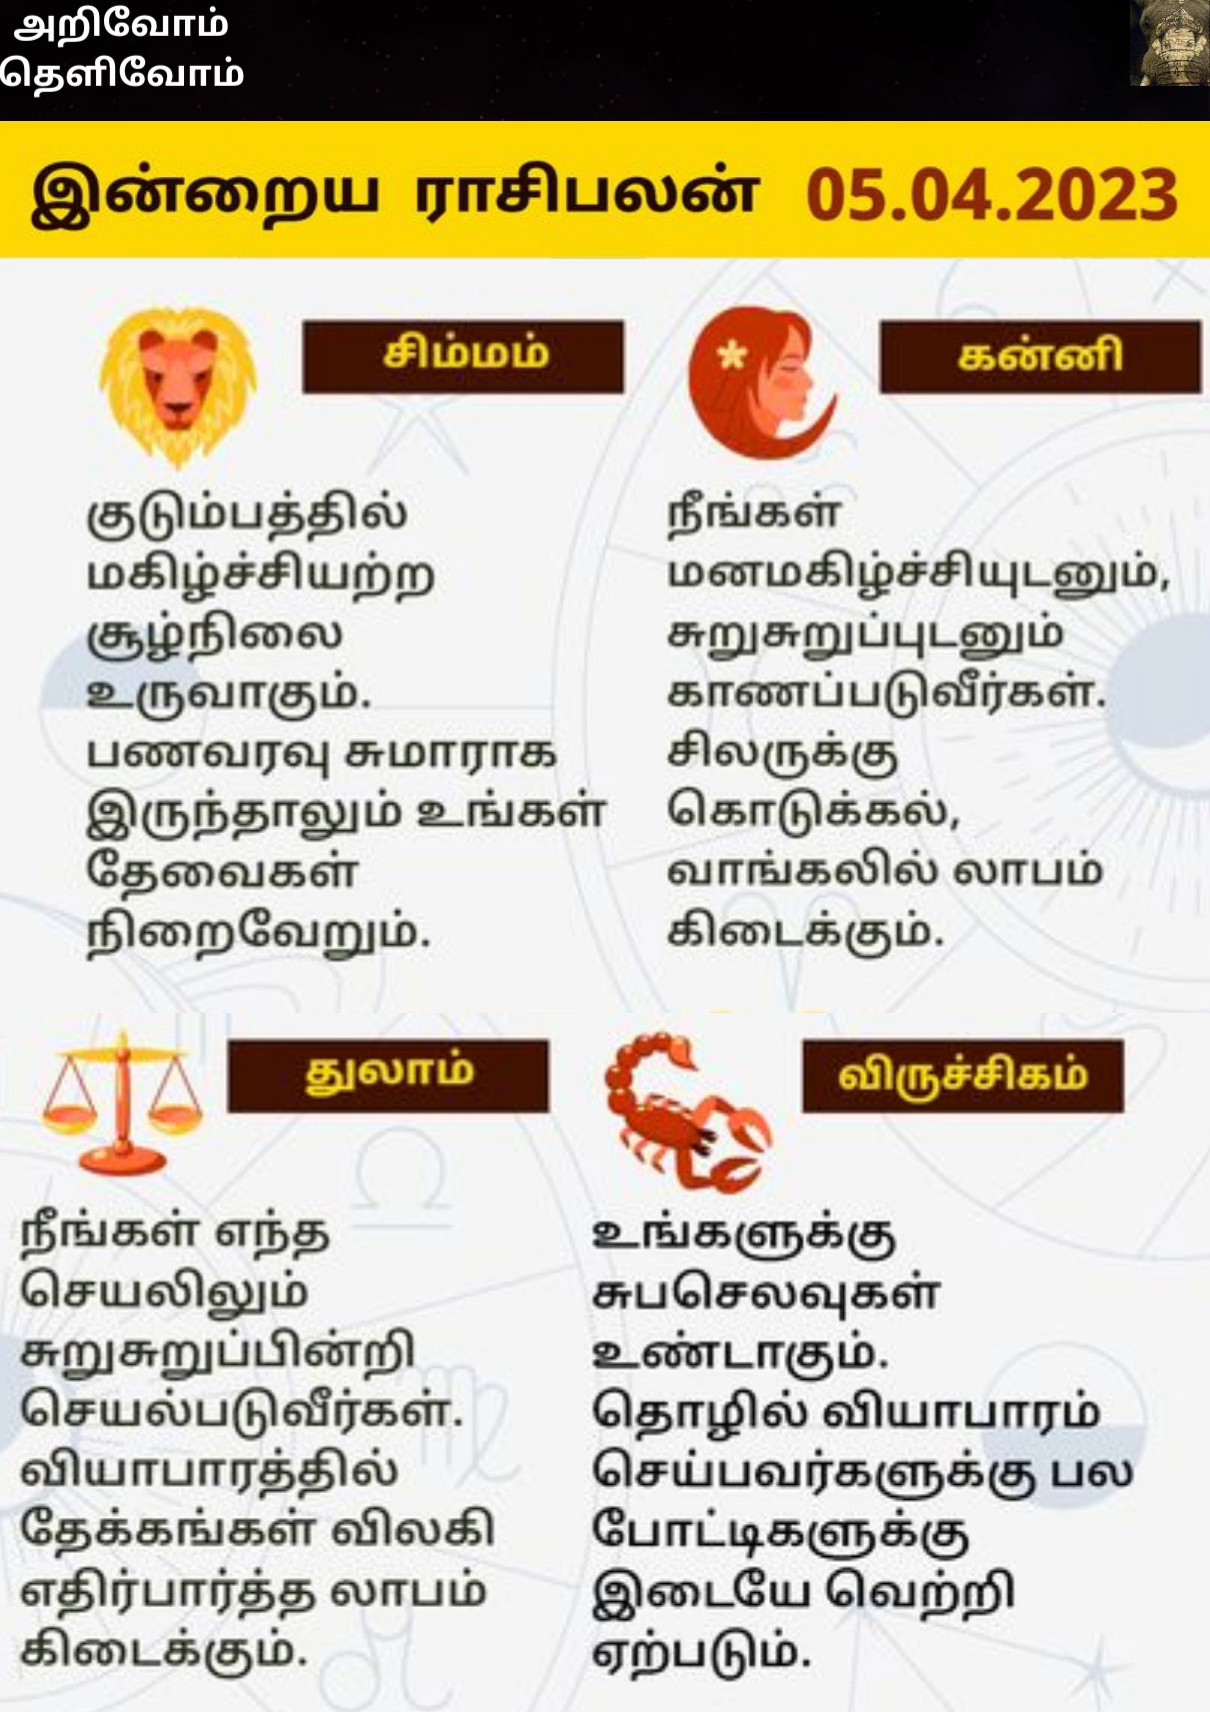 அறிவோம்
தெளிவோம்
இன்றைய ராசிபலன் 05.04.2023
சிம்மம்
குடும்பத்தில்
மகிழ்ச்சியற்ற
சூழ்நிலை
உருவாகும்.
பணவரவு சுமாராக
இருந்தாலும் உங்கள்
தேவைகள்
நிறைவேறும்.
கன்னி
நீங்கள்
மனமகிழ்ச்சியுடனும்,
சுறுசுறுப்புடனும்
காணப்படுவீர்கள்.
சிலருக்கு
கொடுக்கல்,
வாங்கலில் லாபம்
கிடைக்கும்.
துலாம்
நீங்கள் எந்த
செயலிலும்
சுறுசுறுப்பின்றி
செயல்படுவீர்கள்.
வியாபாரத்தில்
தேக்கங்கள் விலகி
எதிர்பார்த்த லாபம்
கிடைக்கும்.
விருச்சிகம்
உங்களுக்கு
சுபசெலவுகள்
உண்டாகும்.
தொழில் வியாபாரம்
செய்பவர்களுக்கு பல
போட்டிகளுக்கு
இடையே வெற்றி
ஏற்படும்.